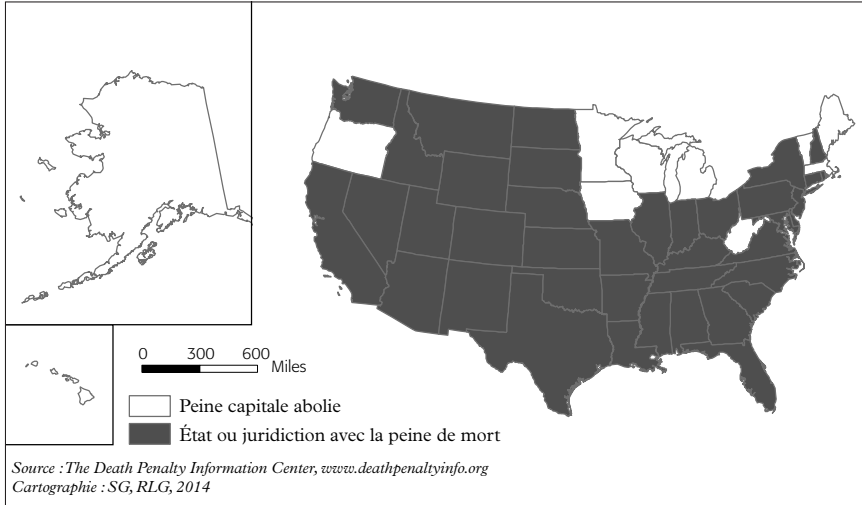 0 300 600
Miles
Peine capitale abolie
État ou juridiction avec la peine de mort
Source : The Death Penalty Information Center, www.deathpenaltyinfo.org
Cartographie : SG, RLG, 2014